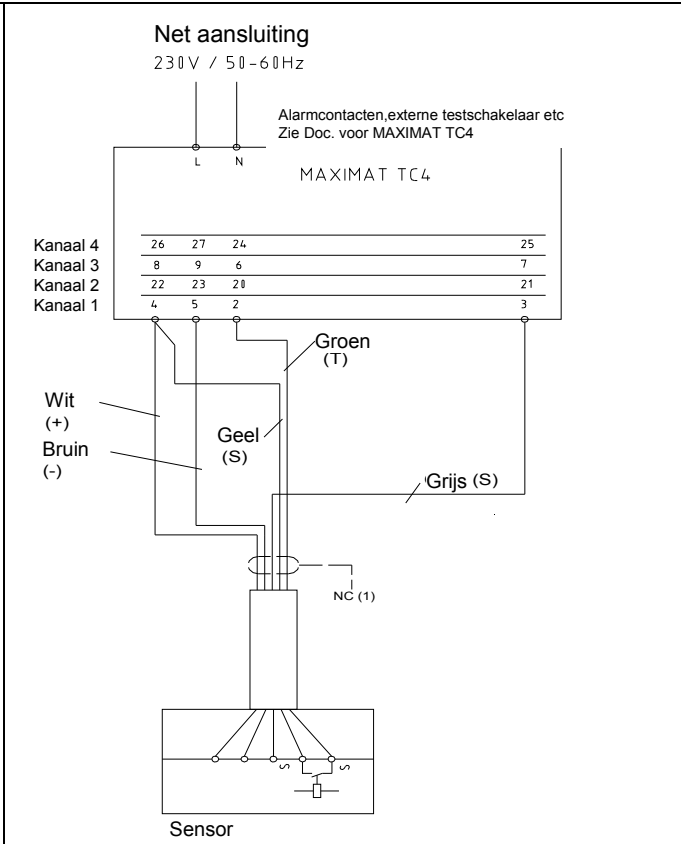 Net aansluiting
230V / 50-60Hz
Alarmcontacten,externe testschakelaar etc
Zie Doc. voor MAXIMAT TC4
L N
MAXIMAT TC4
Kanaal 4 26 27 24 25
Kanaal 3 8 9 6 7
Kanaal 2 22 23 20 21
Kanaal 1 4 5 2 3
Groen
(T)
Wit
(+)
Geel
(S)
Bruin
(-)
Grijs (S)
NC (1)
S S
Sensor